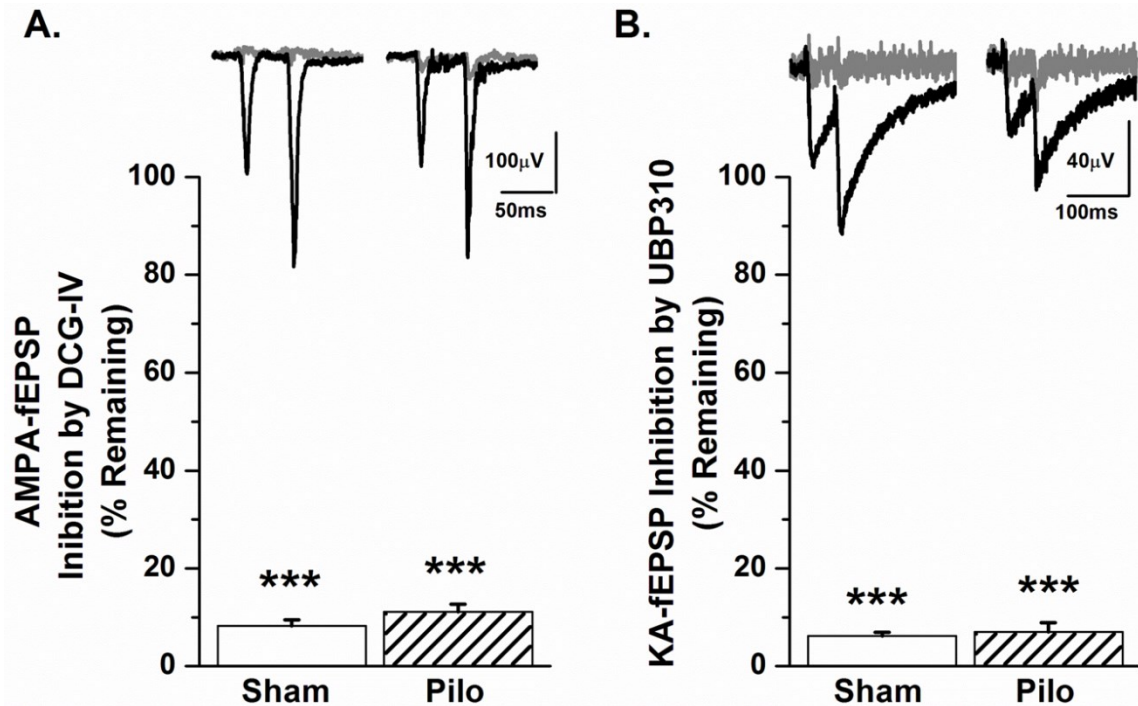 A.
100μV
50ms
AMPA-fEPSP
Inibition by DCG-IV
(% Remaining)
100
80
60
40
20
0
***
***
Sham
Pilo
B.
40μV
100ms
KA-fEPSP Inhibition by UBP310
(% Remaining)
100
80
60
40
20
0
***
***
Sham
Pilo